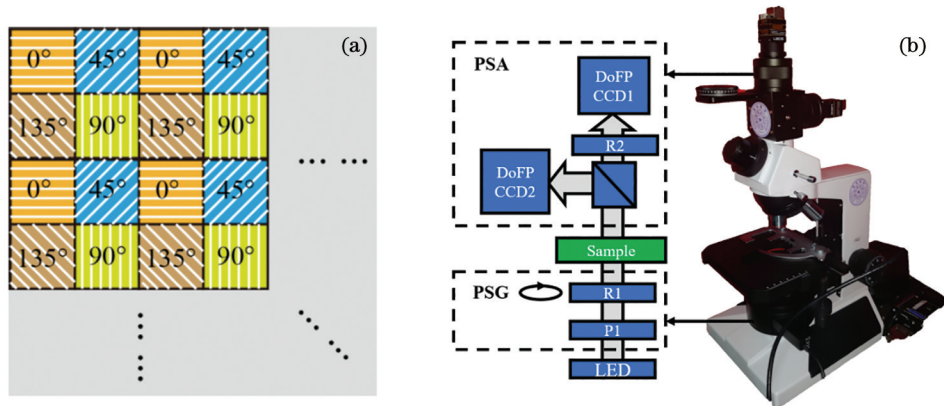 (a)
0° 45° 0° 45°
135° 90° 135° 90°
0° 45° 0° 45°
135° 90° 135° 90°
(b)
PSA
DoFP
CCD1
R2
DoFP
CCD2
Sample
PSG
R1
P1
LED